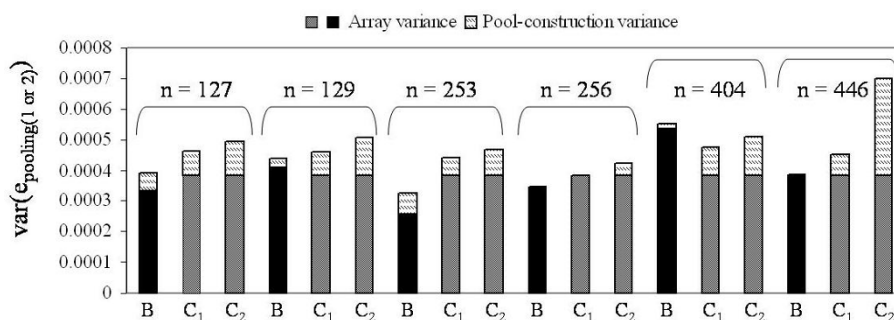 Array variance Pool-construction variance
var(e_pooling(1 or 2))
0.0008
0.0007
0.0006
0.0005
0.0004
0.0003
0.0002
0.0001
0
n = 127 n = 129 n = 253 n = 256 n = 404 n = 446
B C₁ C₂ B C₁ C₂ B C₁ C₂ B C₁ C₂ B C₁ C₂ B C₁ C₂